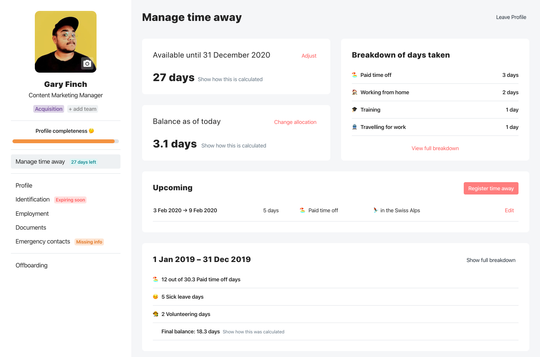 Gary Finch
Content Marketing Manager
Acquisition + add team
Profile completeness
Manage time away 27 days left
Profile
Identification Expiring soon
Employment
Documents
Emergency contacts Missing info
Offboarding
Manage time away
Leave Profile
Available until 31 December 2020 Adjust
27 days Show how this is calculated
Balance as of today Change allocation
3.1 days Show how this is calculated
Breakdown of days taken
Paid time off 3 days
Working from home 2 days
Training 1 day
Travelling for work 1 day
View full breakdown
Upcoming Register time away
3 Feb 2020 → 9 Feb 2020 5 days Paid time off in the Swiss Alps Edit
1 Jan 2019 – 31 Dec 2019 Show full breakdown
12 out of 30.3 Paid time off days
5 Sick leave days
2 Volunteering days
Final balance: 18.3 days Show how this was calculated